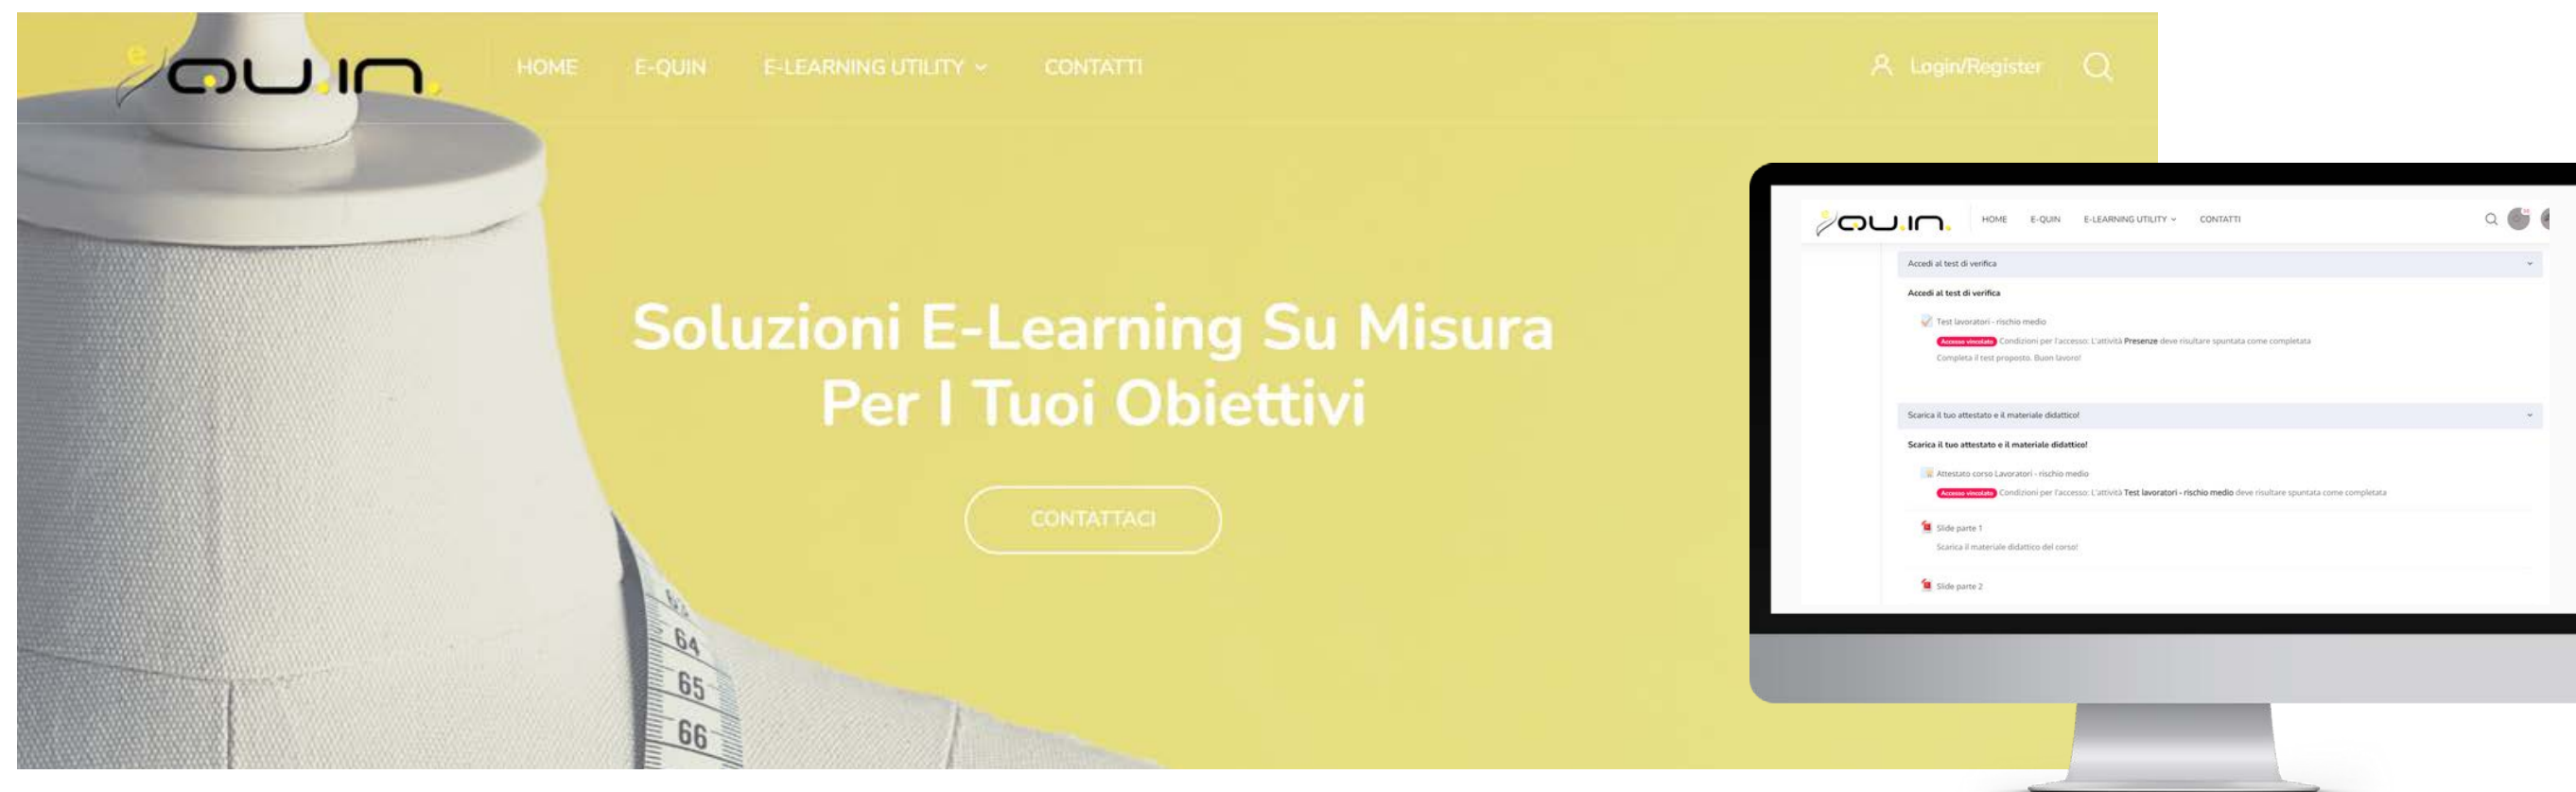 e QU.IN.
HOME E-QUIN E-LEARNING UTILITY CONTATTI
Login/Register
Soluzioni E-Learning Su Misura
Per I Tuoi Obiettivi
CONTATTACI
64
65
66
QU.IN.
HOME E-QUIN E-LEARNING UTILITY CONTATTI
Accedi al test di verifica
Accedi al test di verifica
Test lavoratori - rischio medio
Accesso vincolato Condizioni per l'accesso: L'attività Presenze deve risultare spuntata come completata
Completa il test proposto. Buon lavoro!
Scarica il tuo attestato e il materiale didattico!
Scarica il tuo attestato e il materiale didattico!
Attestato corso Lavoratori - rischio medio
Accesso vincolato Condizioni per l'accesso: L'attività Test lavoratori - rischio medio deve risultare spuntata come completata
Slide parte 1
Scarica il materiale didattico del corso!
Slide parte 2